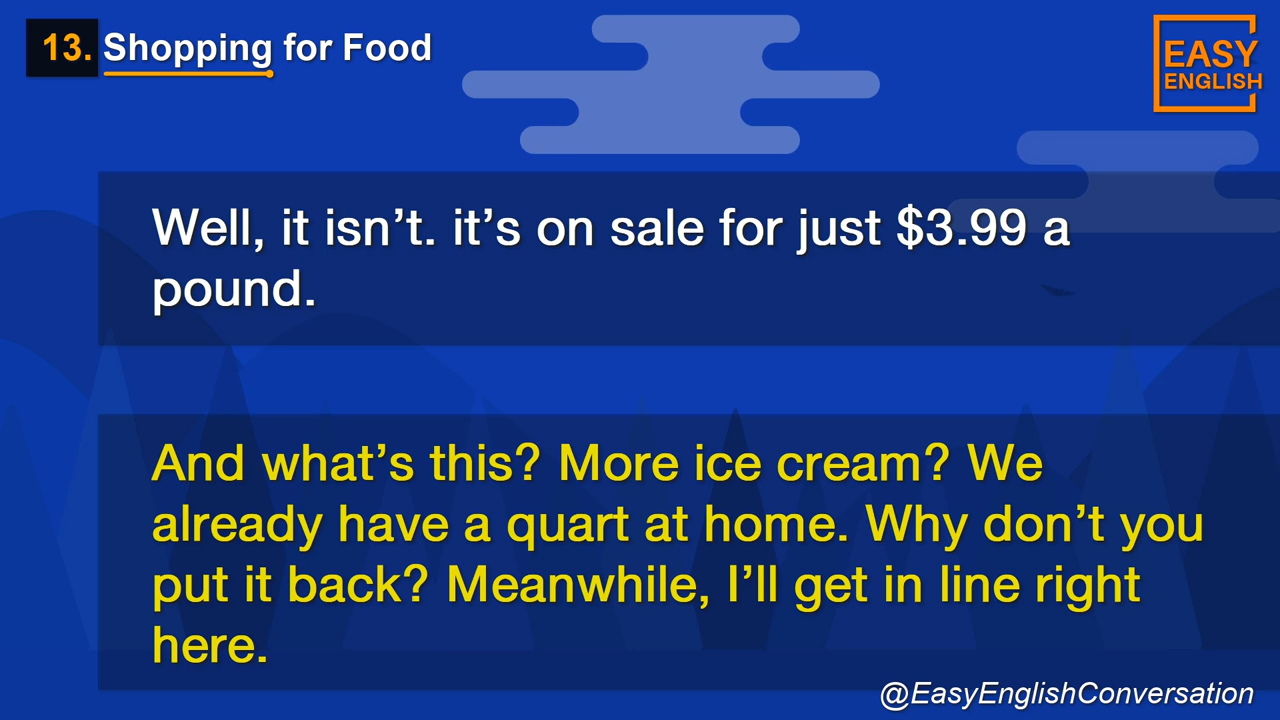 13. Shopping for Food
EASY
ENGLISH
Well, it isn’t. it’s on sale for just $3.99 a
pound.
And what’s this? More ice cream? We
already have a quart at home. Why don’t you
put it back? Meanwhile, I’ll get in line right
here.
@EasyEnglishConversation